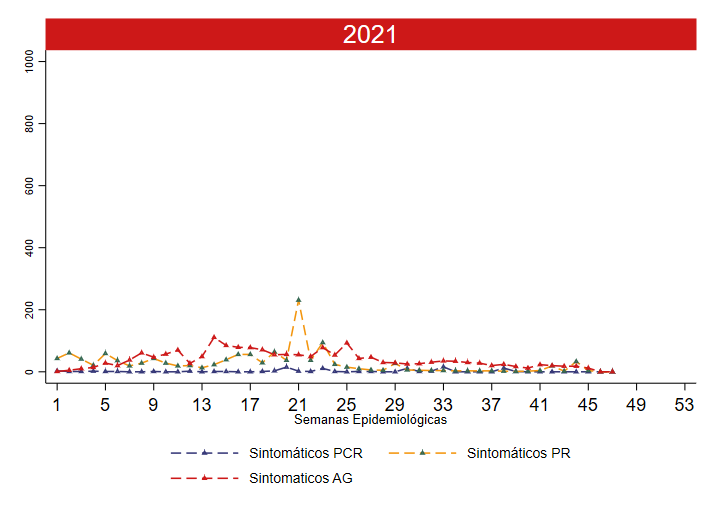 2021
1000
800
600
400
200
0
1 5 9 13 17 21 25 29 33 37 41 45 49 53
Semanas Epidemiológicas
Sintomáticos PCR Sintomáticos PR
Sintomaticos AG